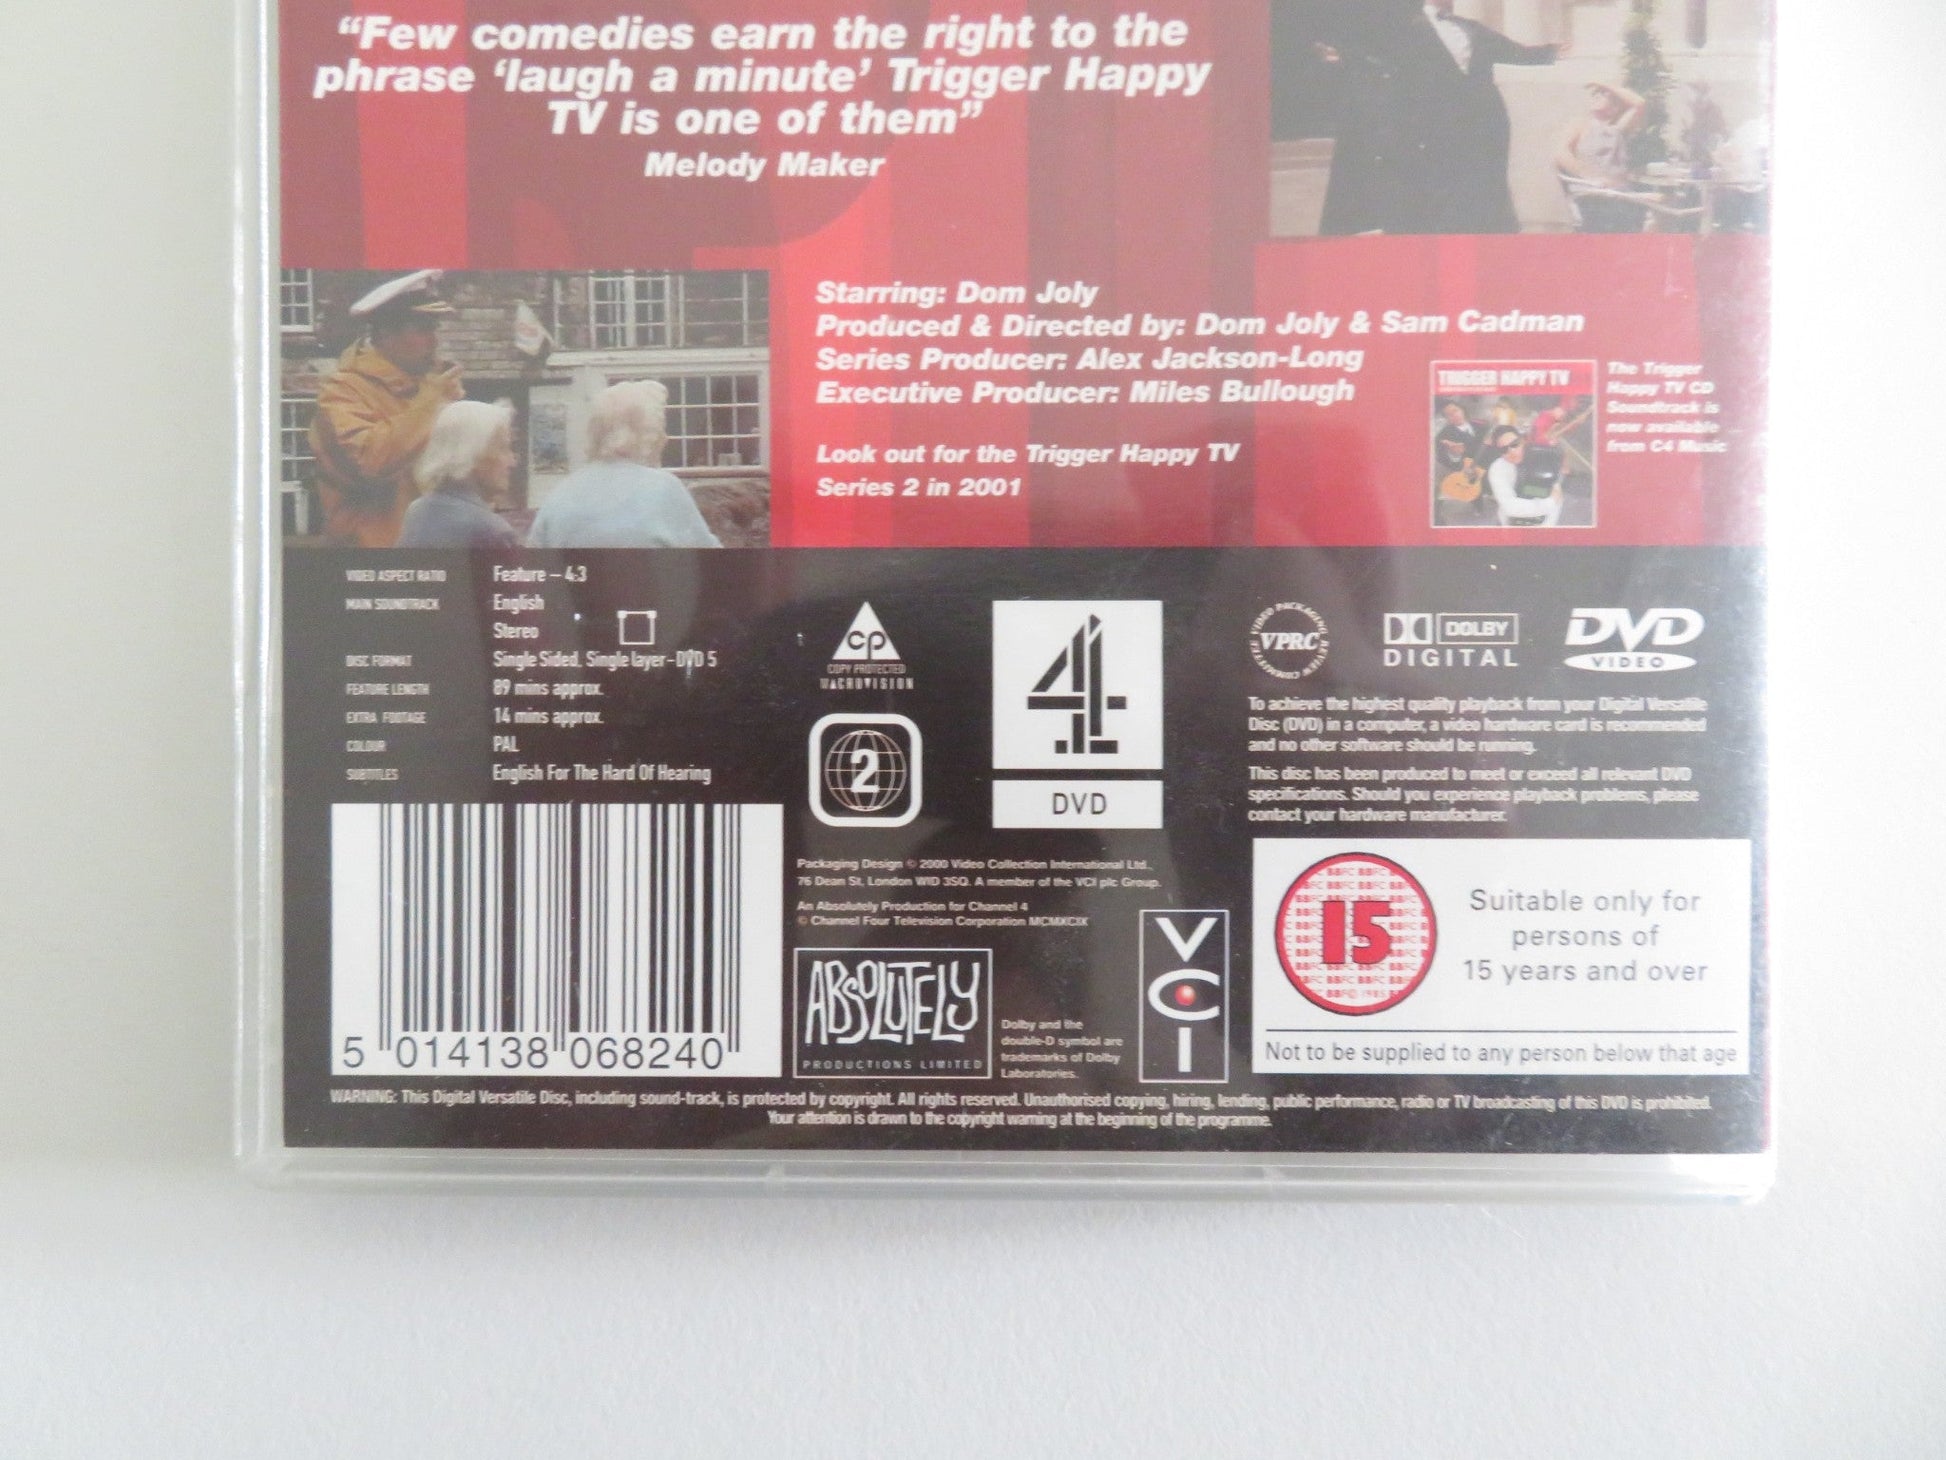 “Few comedies earn the right to the
phrase ‘laugh a minute’ Trigger Happy
TV is one of them”
Melody Maker
Starring: Dom Joly
Produced & Directed by: Dom Joly & Sam Cadman
Series Producer: Alex Jackson-Long
Executive Producer: Miles Bullough
Look out for the Trigger Happy TV
Series 2 in 2001
TRIGGER HAPPY TV
The Trigger
Happy TV CD
Soundtrack is
now available
from C4 Music
VIDEO ASPECT RATIO Feature – 4:3
MAIN SOUNDTRACK English
Stereo
DISC FORMAT Single Sided, Single layer-DVD 5
FEATURE LENGTH 89 mins approx.
EXTRA FOOTAGE 14 mins approx.
COLOUR PAL
SUBTITLES English For The Hard Of Hearing
5 014138 068240
cp
COPY PROTECTED
MACROVISION
2
4
DVD
VIDEO PACKAGING REVIEW COMMITTEE
VPRC
DOLBY
DIGITAL
DVD
VIDEO
To achieve the highest quality playback from your Digital Versatile
Disc (DVD) in a computer, a video hardware card is recommended
and no other software should be running.
This disc has been produced to meet or exceed all relevant DVD
specifications. Should you experience playback problems, please
contact your hardware manufacturer.
Packaging Design © 2000 Video Collection International Ltd.,
76 Dean St, London W1D 3SQ. A member of the VCI plc Group.
An Absolutely Production for Channel 4
© Channel Four Television Corporation MCMXCIX
ABSOLUTELY
PRODUCTIONS LIMITED
Dolby and the
double-D symbol are
trademarks of Dolby
Laboratories.
VCI
15
BBFC © 1985
Suitable only for
persons of
15 years and over
Not to be supplied to any person below that age
WARNING: This Digital Versatile Disc, including sound-track, is protected by copyright. All rights reserved. Unauthorised copying, hiring, lending, public performance, radio or TV broadcasting of this DVD is prohibited.
Your attention is drawn to the copyright warning at the beginning of the programme.